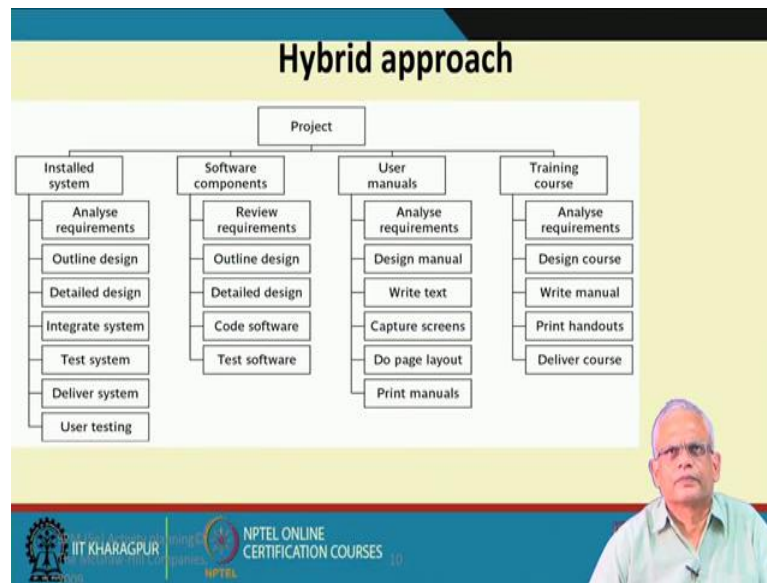 Hybrid approach
Project
Installed
system
Software
components
User
manuals
Training
course
Analyse
requirements
Outline design
Detailed design
Integrate system
Test system
Deliver system
User testing
Review
requirements
Outline design
Detailed design
Code software
Test software
Analyse
requirements
Design manual
Write text
Capture screens
Do page layout
Print manuals
Analyse
requirements
Design course
Write manual
Print handouts
Deliver course
IIT KHARAGPUR
NPTEL
NPTEL ONLINE
CERTIFICATION COURSES
10